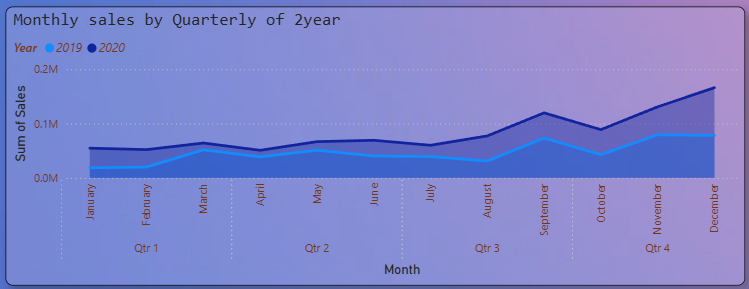 Monthly sales by Quarterly of 2year
Year 2019 2020
Sum of Sales
0.2M
0.1M
0.0M
January February March April May June July August September October November December
Qtr 1 Qtr 2 Qtr 3 Qtr 4
Month